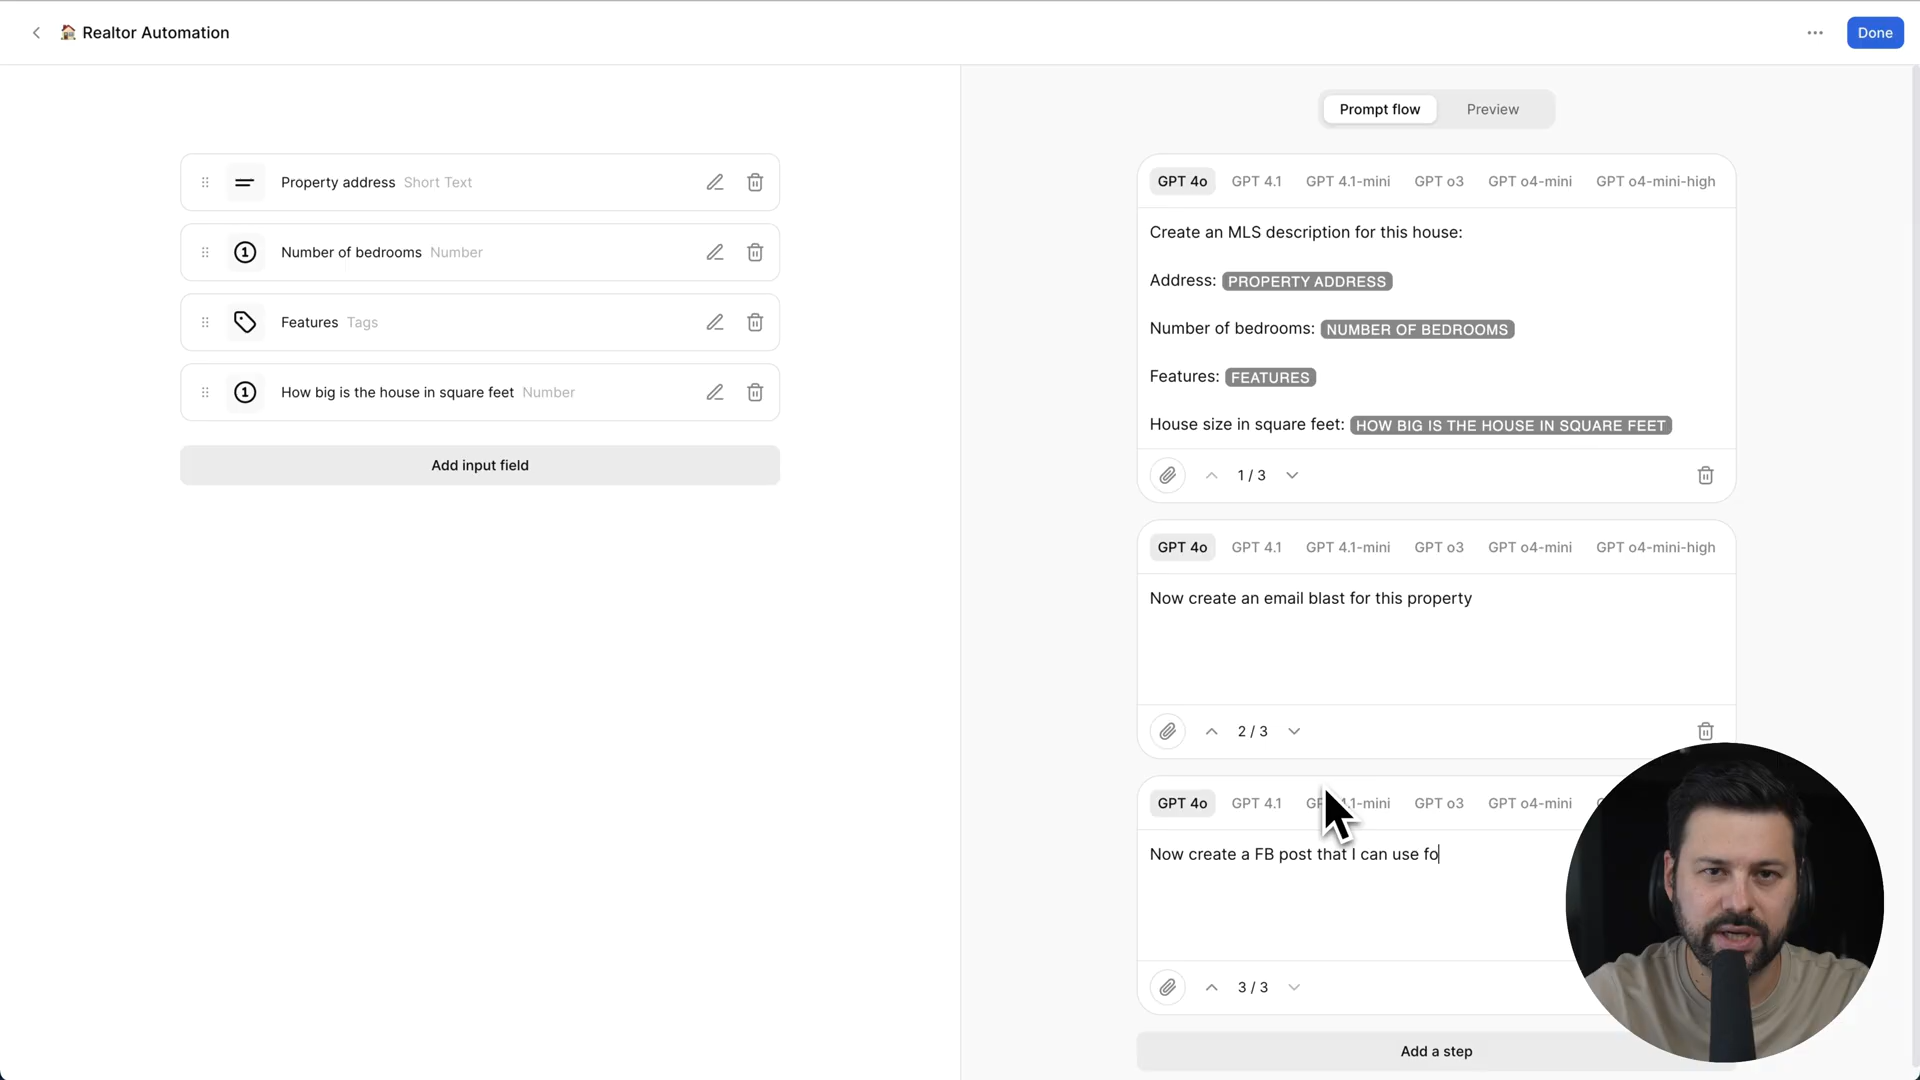 Realtor Automation
Done
Prompt flow
Preview
Property address Short Text
Number of bedrooms Number
Features Tags
How big is the house in square feet Number
Add input field
GPT 4o GPT 4.1 GPT 4.1-mini GPT o3 GPT o4-mini GPT o4-mini-high
Create an MLS description for this house:
Address: PROPERTY ADDRESS
Number of bedrooms: NUMBER OF BEDROOMS
Features: FEATURES
House size in square feet: HOW BIG IS THE HOUSE IN SQUARE FEET
1 / 3
GPT 4o GPT 4.1 GPT 4.1-mini GPT o3 GPT o4-mini GPT o4-mini-high
Now create an email blast for this property
2 / 3
GPT 4o GPT 4.1 GPT 4.1-mini GPT o3 GPT o4-mini
Now create a FB post that I can use fo
3 / 3
Add a step